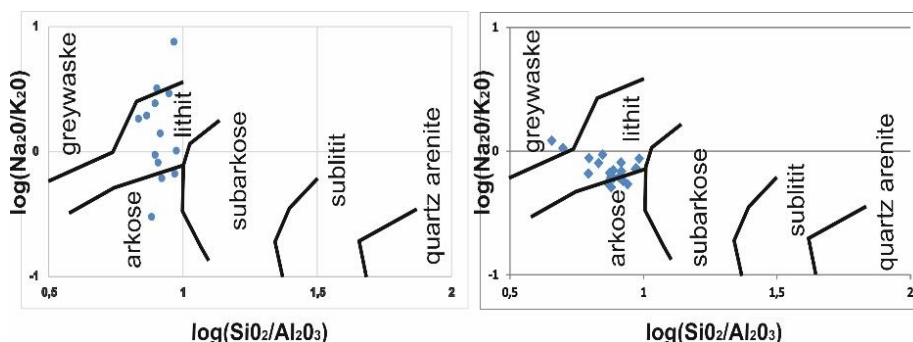 1
0
-1
log(Na₂0/K₂0)
greywaske
lithit
arkose
subarkose
sublitit
quartz arenite
0,5
1
1,5
2
log(Si0₂/Al₂0₃)
1
0
-1
log(Na₂0/K₂0)
greywaske
lithit
arkose
subarkose
sublitit
quartz arenite
0,5
1
1,5
2
log(Si0₂/Al₂0₃)